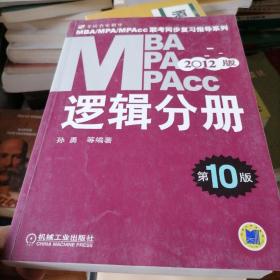 MBA/MPA/MPAcc联考同步复习指导系列
MBA
MPA
MPAcc
2012版
逻辑分册
孙勇 等编著
第10版
机械工业出版社
CHINA MACHINE PRESS